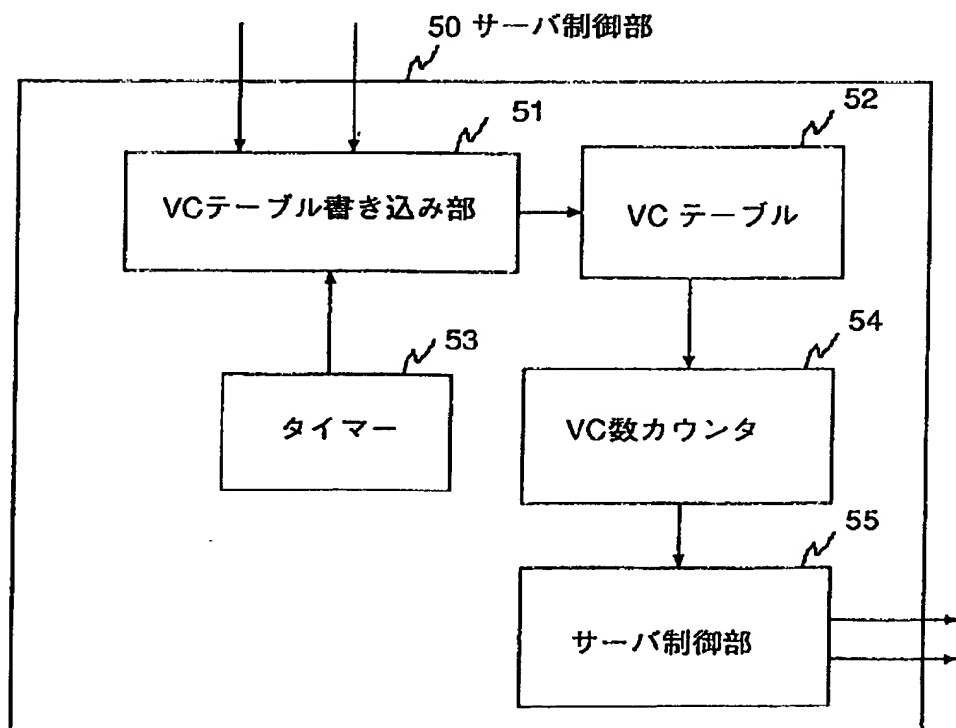 50 サーバ制御部
51
52
VCテーブル書き込み部
VC テーブル
53
54
タイマー
VC数カウンタ
55
サーバ制御部